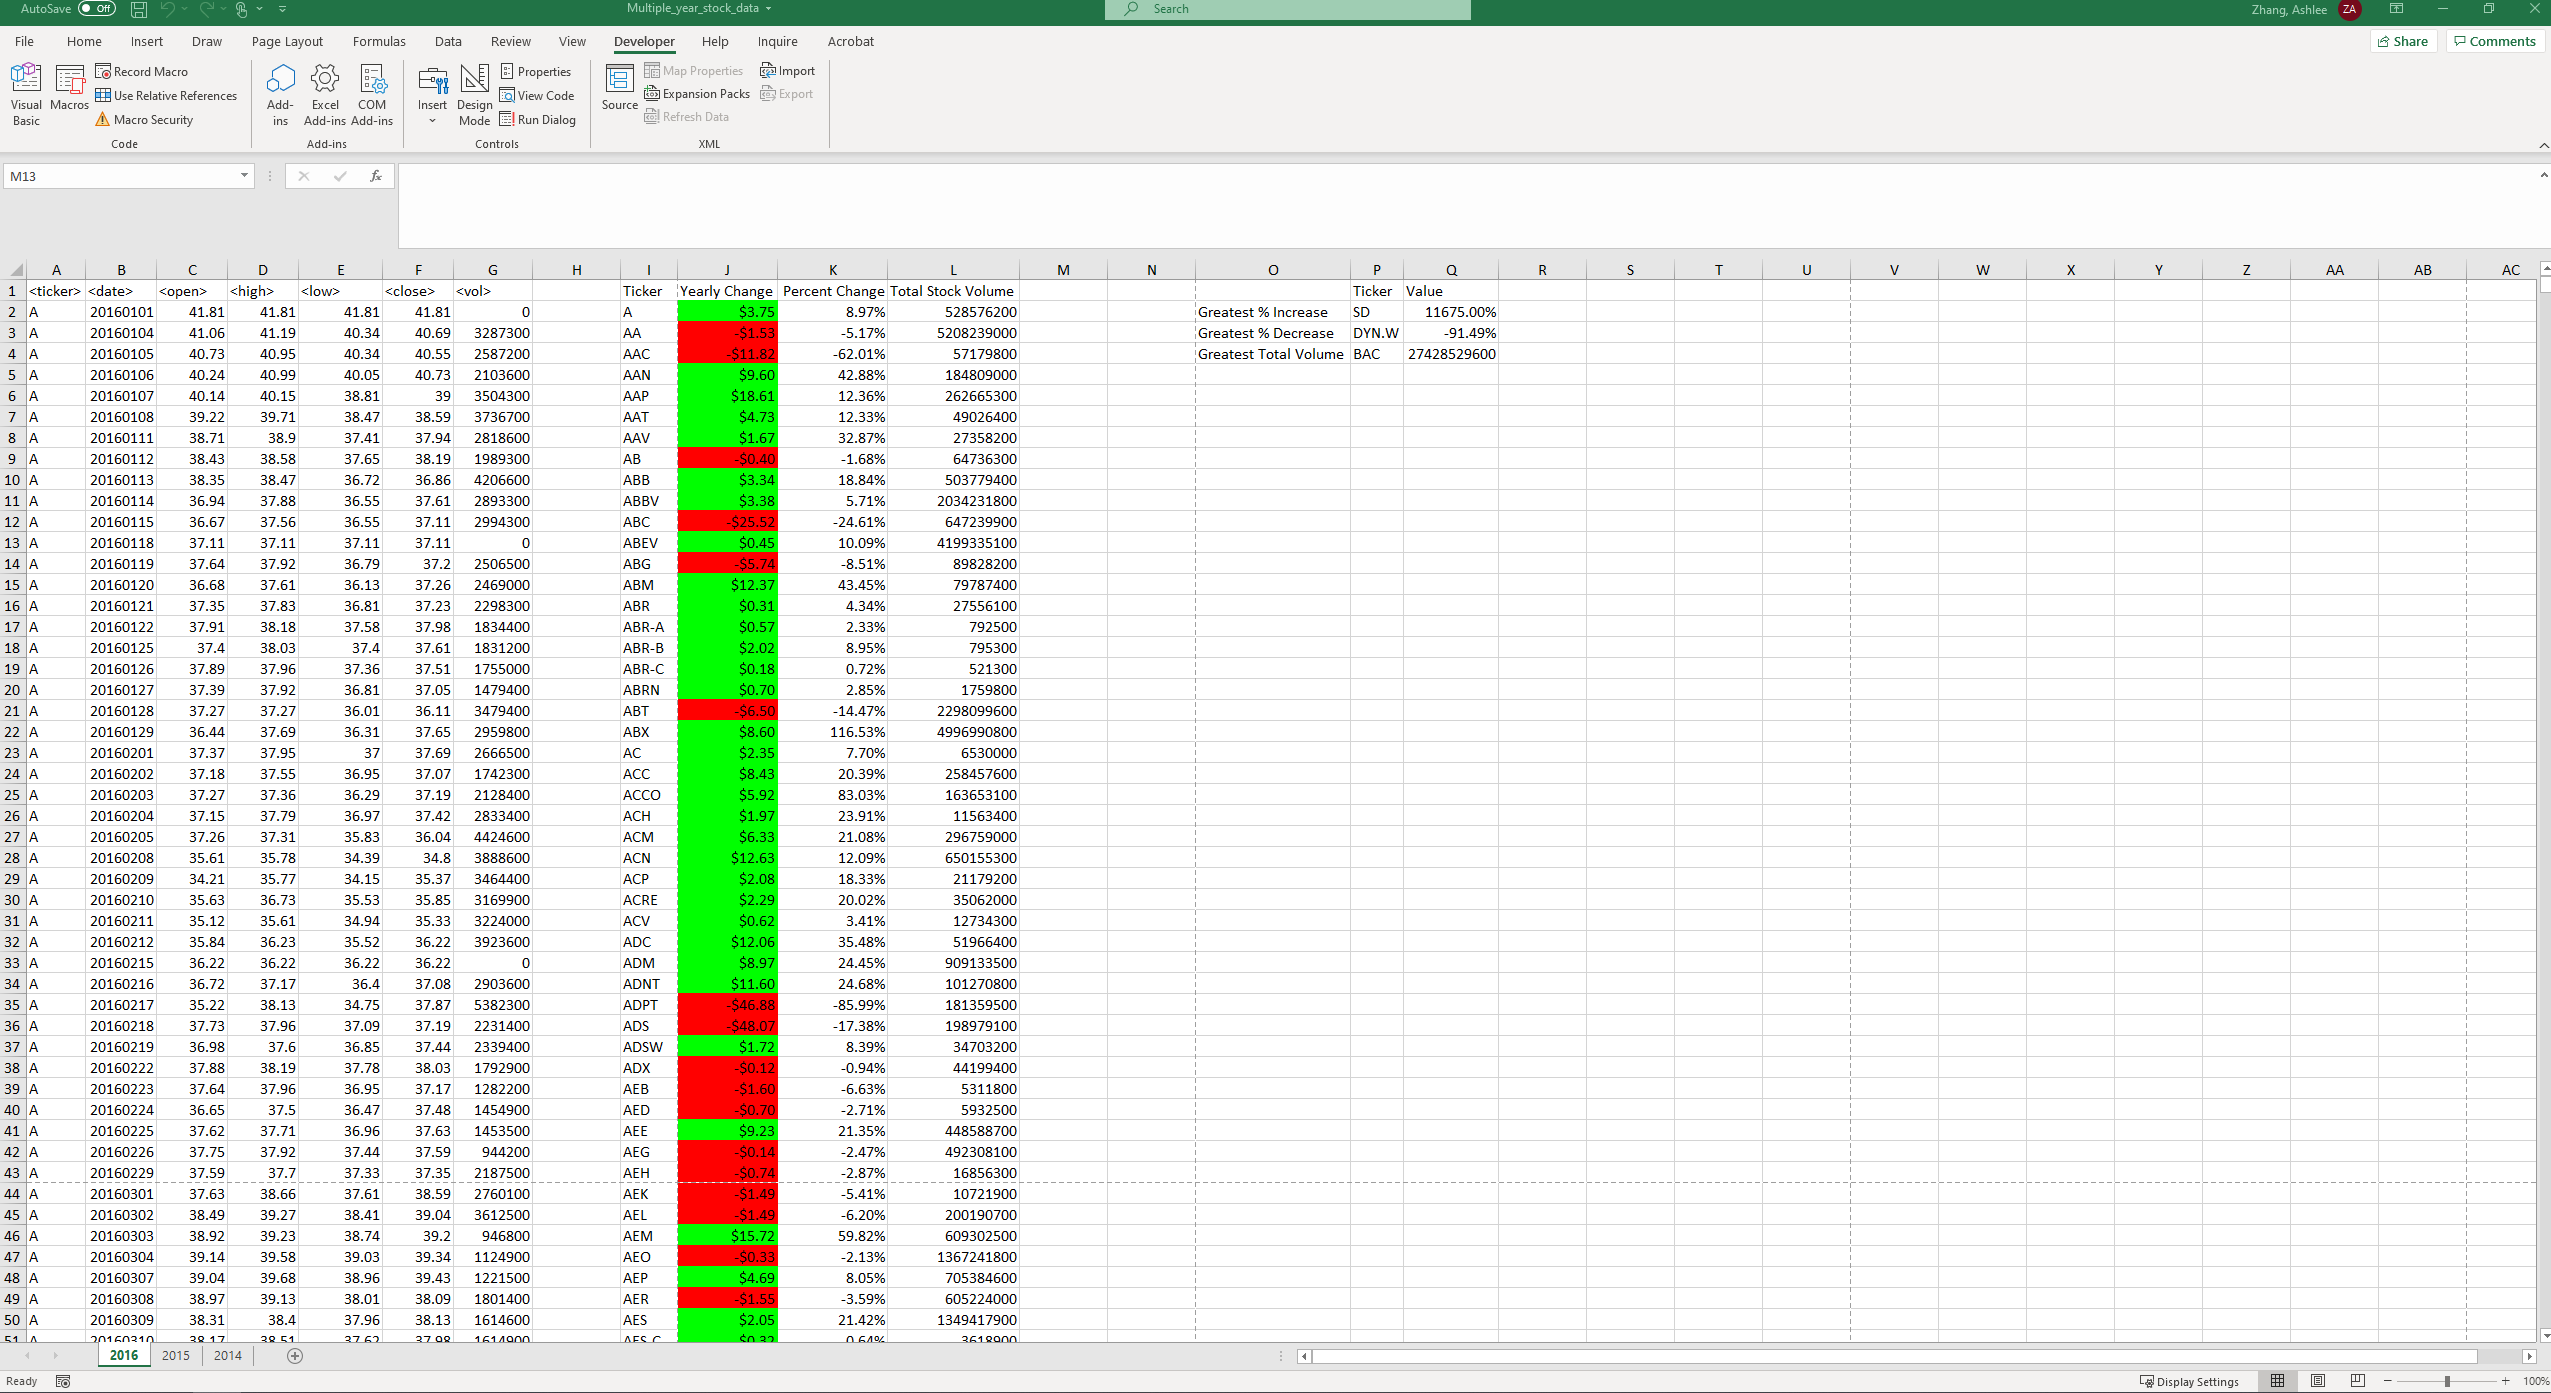 AutoSave Off Multiple_year_stock_data Search Zhang, Ashlee ZA
File Home Insert Draw Page Layout Formulas Data Review View Developer Help Inquire Acrobat Share Comments
Visual Basic Macros Record Macro Use Relative References Macro Security Code
Add-ins Excel Add-ins COM Add-ins Add-ins
Insert Design Mode Properties View Code Run Dialog Controls
Source Map Properties Expansion Packs Refresh Data Import Export XML
M13 fx
A B C D E F G H I J K L M N O P Q R S T U V W X Y Z AA AB AC
1 <ticker> <date> <open> <high> <low> <close> <vol> Ticker Yearly Change Percent Change Total Stock Volume Ticker Value
2 A 20160101 41.81 41.81 41.81 41.81 0 A $3.75 8.97% 528576200 Greatest % Increase SD 11675.00%
3 A 20160104 41.06 41.19 40.34 40.69 3287300 AA -$1.53 -5.17% 5208239000 Greatest % Decrease DYN.W -91.49%
4 A 20160105 40.73 40.95 40.34 40.55 2587200 AAC -$11.82 -62.01% 57179800 Greatest Total Volume BAC 27428529600
5 A 20160106 40.24 40.99 40.05 40.73 2103600 AAN $9.60 42.88% 184809000
6 A 20160107 40.14 40.15 38.81 39 3504300 AAP $18.61 12.36% 262665300
7 A 20160108 39.22 39.71 38.47 38.59 3736700 AAT $4.73 12.33% 49026400
8 A 20160111 38.71 38.9 37.41 37.94 2818600 AAV $1.67 32.87% 27358200
9 A 20160112 38.43 38.58 37.65 38.19 1989300 AB -$0.40 -1.68% 64736300
10 A 20160113 38.35 38.47 36.72 36.86 4206600 ABB $3.34 18.84% 503779400
11 A 20160114 36.94 37.88 36.55 37.61 2893300 ABBV $3.38 5.71% 2034231800
12 A 20160115 36.67 37.56 36.55 37.11 2994300 ABC -$25.52 -24.61% 647239900
13 A 20160118 37.11 37.11 37.11 37.11 0 ABEV $0.45 10.09% 4199335100
14 A 20160119 37.64 37.92 36.79 37.2 2506500 ABG -$5.74 -8.51% 89828200
15 A 20160120 36.68 37.61 36.13 37.26 2469000 ABM $12.37 43.45% 79787400
16 A 20160121 37.35 37.83 36.81 37.23 2298300 ABR $0.31 4.34% 27556100
17 A 20160122 37.91 38.18 37.58 37.98 1834400 ABR-A $0.57 2.33% 792500
18 A 20160125 37.4 38.03 37.4 37.61 1831200 ABR-B $2.02 8.95% 795300
19 A 20160126 37.89 37.96 37.36 37.51 1755000 ABR-C $0.18 0.72% 521300
20 A 20160127 37.39 37.92 36.81 37.05 1479400 ABRN $0.70 2.85% 1759800
21 A 20160128 37.27 37.27 36.01 36.11 3479400 ABT -$6.50 -14.47% 2298099600
22 A 20160129 36.44 37.69 36.31 37.65 2959800 ABX $8.60 116.53% 4996990800
23 A 20160201 37.37 37.95 37 37.69 2666500 AC $2.35 7.70% 6530000
24 A 20160202 37.18 37.55 36.95 37.07 1742300 ACC $8.43 20.39% 258457600
25 A 20160203 37.27 37.36 36.29 37.19 2128400 ACCO $5.92 83.03% 163653100
26 A 20160204 37.15 37.79 36.97 37.42 2833400 ACH $1.97 23.91% 11563400
27 A 20160205 37.26 37.31 35.83 36.04 4424600 ACM $6.33 21.08% 296759000
28 A 20160208 35.61 35.78 34.39 34.8 3888600 ACN $12.63 12.09% 650155300
29 A 20160209 34.21 35.77 34.15 35.37 3464400 ACP $2.08 18.33% 21179200
30 A 20160210 35.63 36.73 35.53 35.85 3169900 ACRE $2.29 20.02% 35062000
31 A 20160211 35.12 35.61 34.94 35.33 3224000 ACV $0.62 3.41% 12734300
32 A 20160212 35.84 36.23 35.52 36.22 3923600 ADC $12.06 35.48% 51966400
33 A 20160215 36.22 36.22 36.22 36.22 0 ADM $8.97 24.45% 909133500
34 A 20160216 36.72 37.17 36.4 37.08 2903600 ADNT $11.60 24.68% 101270800
35 A 20160217 35.22 38.13 34.75 37.87 5382300 ADPT -$46.88 -85.99% 181359500
36 A 20160218 37.73 37.96 37.09 37.19 2231400 ADS -$48.07 -17.38% 198979100
37 A 20160219 36.98 37.6 36.85 37.44 2339400 ADSW $1.72 8.39% 34703200
38 A 20160222 37.88 38.19 37.78 38.03 1792900 ADX -$0.12 -0.94% 44199400
39 A 20160223 37.64 37.96 36.95 37.17 1282200 AEB -$1.60 -6.63% 5311800
40 A 20160224 36.65 37.5 36.47 37.48 1454900 AED -$0.70 -2.71% 5932500
41 A 20160225 37.62 37.71 36.96 37.63 1453500 AEE $9.23 21.35% 448588700
42 A 20160226 37.75 37.92 37.44 37.59 944200 AEG -$0.14 -2.47% 492308100
43 A 20160229 37.59 37.7 37.33 37.35 2187500 AEH -$0.74 -2.87% 16856300
44 A 20160301 37.63 38.66 37.61 38.59 2760100 AEK -$1.49 -5.41% 10721900
45 A 20160302 38.49 39.27 38.41 39.04 3612500 AEL -$1.49 -6.20% 200190700
46 A 20160303 38.92 39.23 38.74 39.2 946800 AEM $15.72 59.82% 609302500
47 A 20160304 39.14 39.58 39.03 39.34 1124900 AEO -$0.33 -2.13% 1367241800
48 A 20160307 39.04 39.68 38.96 39.43 1221500 AEP $4.69 8.05% 705384600
49 A 20160308 38.97 39.13 38.01 38.09 1801400 AER -$1.55 -3.59% 605224000
50 A 20160309 38.31 38.4 37.96 38.13 1614600 AES $2.05 21.42% 1349417900
51 A 20160310 38.17 38.51 37.62 37.98 1614900 AES-C $0.32 0.64% 3618900
2016 2015 2014
Ready Display Settings 100%